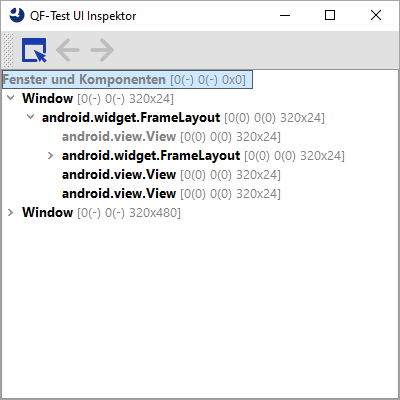 QF-Test UI Inspektor
Fenster und Komponenten [0(-) 0(-) 0x0]
Window [0(-) 0(-) 320x24]
android.widget.FrameLayout [0(0) 0(0) 320x24]
android.view.View [0(0) 0(0) 320x24]
android.widget.FrameLayout [0(0) 0(0) 320x24]
android.view.View [0(0) 0(0) 320x24]
android.view.View [0(0) 0(0) 320x24]
Window [0(-) 0(-) 320x480]